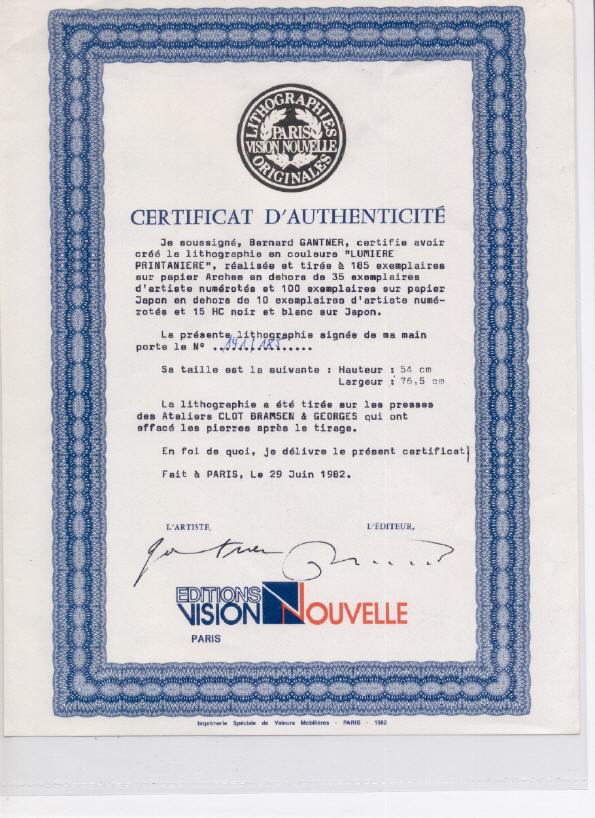 LITHOGRAPHIES
PARIS
VISION NOUVELLE
ORIGINALES
CERTIFICAT D'AUTHENTICITÉ
Je soussigné, Bernard GANTNER, certifie avoir
créé la lithographie en couleurs "LUMIERE
PRINTANIERE", réalisée et tirée à 185 exemplaires
sur papier Arches en dehors de 35 exemplaires
d'artiste numérotés et 100 exemplaires sur papier
Japon en dehors de 10 exemplaires d'artiste numé-
rotés et 15 HC noir et blanc sur Japon.
La présente lithographie signée de ma main
porte le N° 141/185
Sa taille est la suivante : Hauteur : 54 cm
Largeur : 76,5 cm
La lithographie a été tirée sur les presses
des Ateliers CLOT BRAMSEN & GEORGES qui ont
effacé les pierres après le tirage.
En foi de quoi, je délivre le présent certificat
Fait à PARIS, Le 29 Juin 1982.
L'ARTISTE, L'ÉDITEUR,
Gantner
EDITIONS
VISION NOUVELLE
PARIS
Imprimerie Spéciale de Valeurs Mobilières - PARIS - 1982